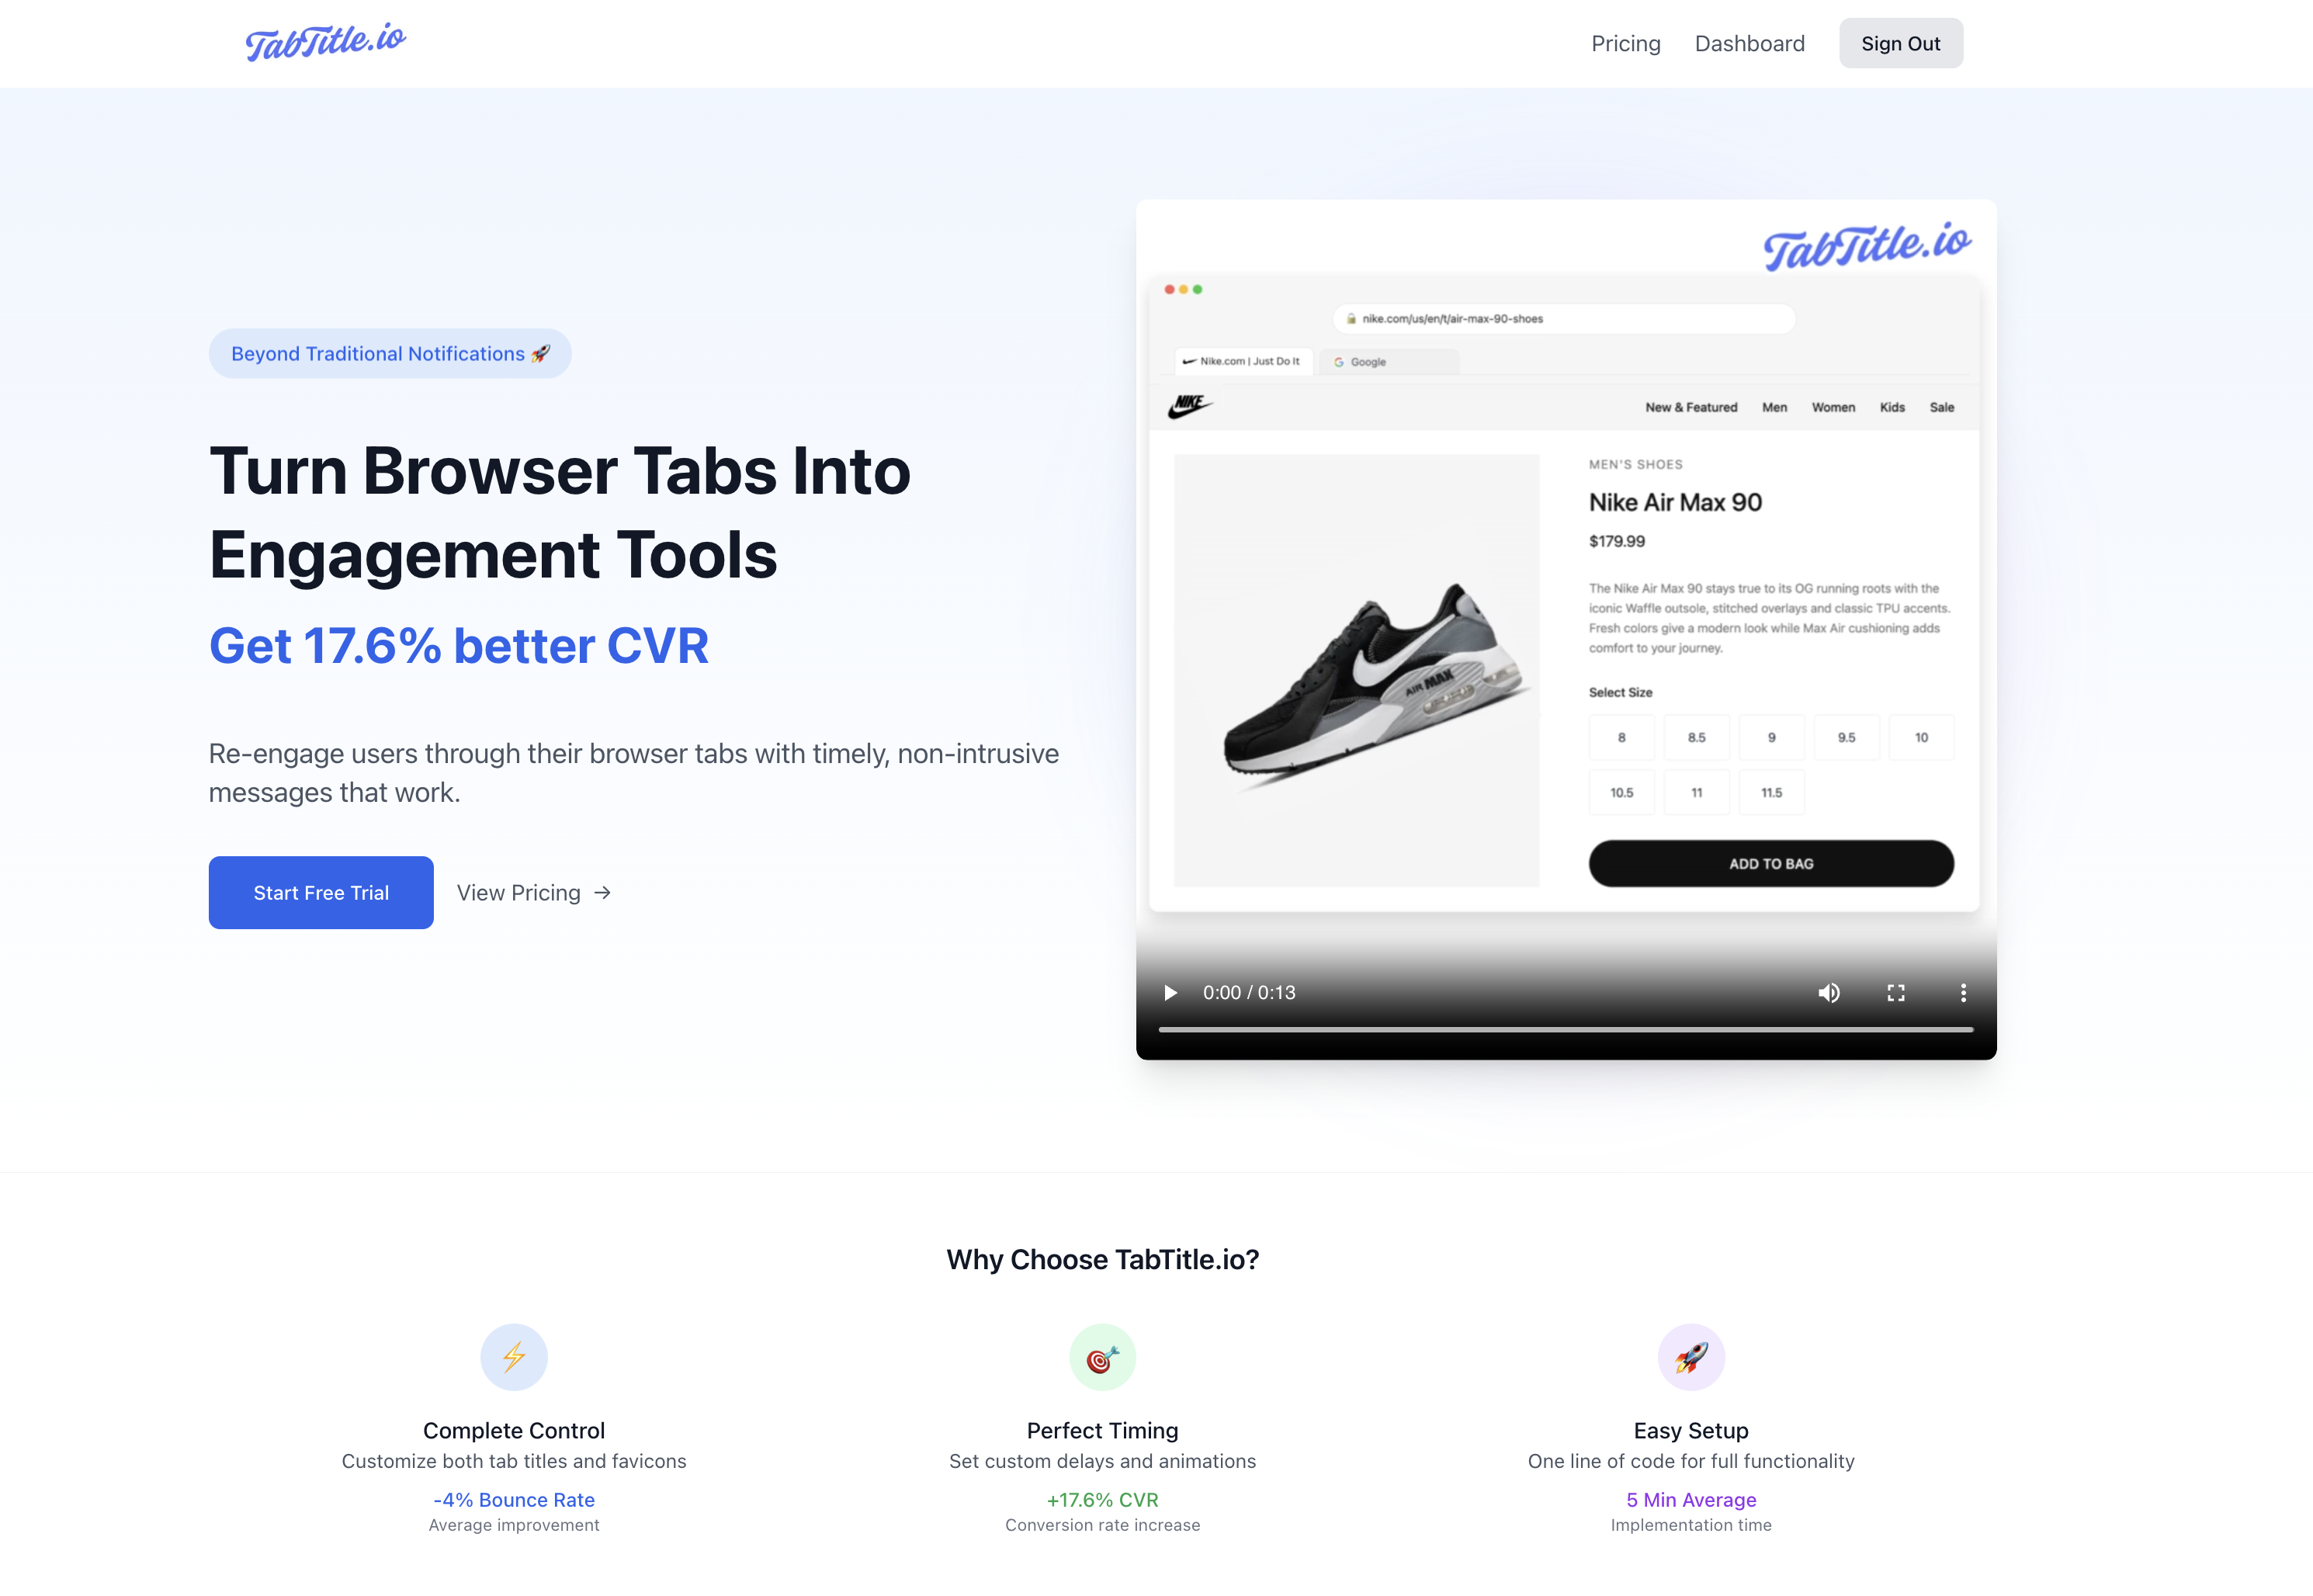 TabTitle.io
Pricing
Dashboard
Sign Out
Beyond Traditional Notifications 🚀
Turn Browser Tabs Into
Engagement Tools
Get 17.6% better CVR
Re-engage users through their browser tabs with timely, non-intrusive
messages that work.
Start Free Trial
View Pricing →
TabTitle.io
nike.com/us/en/t/air-max-90-shoes
Nike.com | Just Do It
Google
NIKE
New & Featured
Men
Women
Kids
Sale
MEN'S SHOES
Nike Air Max 90
$179.99
The Nike Air Max 90 stays true to its OG running roots with the
iconic Waffle outsole, stitched overlays and classic TPU accents.
Fresh colors give a modern look while Max Air cushioning adds
comfort to your journey.
Select Size
8
8.5
9
9.5
10
10.5
11
11.5
AIR MAX
ADD TO BAG
0:00 / 0:13
Why Choose TabTitle.io?
Complete Control
Customize both tab titles and favicons
-4% Bounce Rate
Average improvement
Perfect Timing
Set custom delays and animations
+17.6% CVR
Conversion rate increase
Easy Setup
One line of code for full functionality
5 Min Average
Implementation time